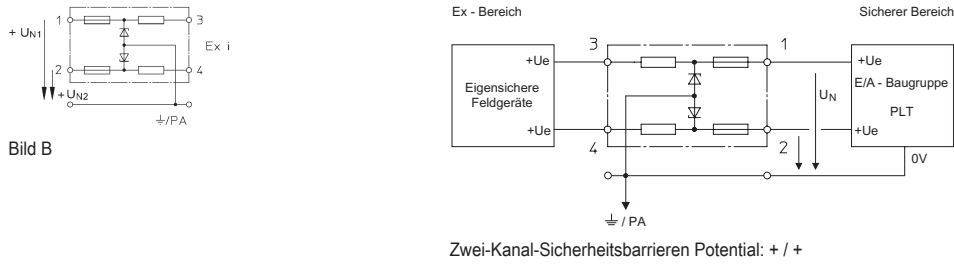 1
3
+ UN1
Ex i
2
4
+ UN2
⏚/PA
Bild B
Ex - Bereich
Sicherer Bereich
3
1
+Ue
+Ue
Eigensichere
Feldgeräte
UN
E/A - Baugruppe
PLT
+Ue
+Ue
4
2
0V
⏚ / PA
Zwei-Kanal-Sicherheitsbarrieren Potential: + / +